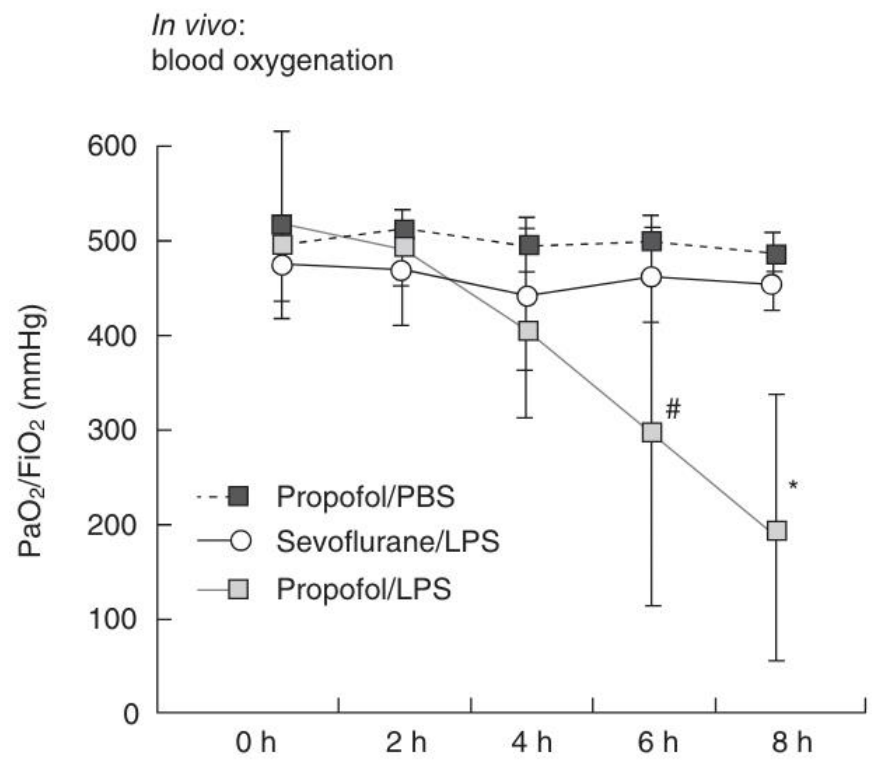 In vivo:
blood oxygenation
PaO₂/FiO₂ (mmHg)
600
500
400
300
200
100
0
#
*
Propofol/PBS
Sevoflurane/LPS
Propofol/LPS
0 h 2 h 4 h 6 h 8 h